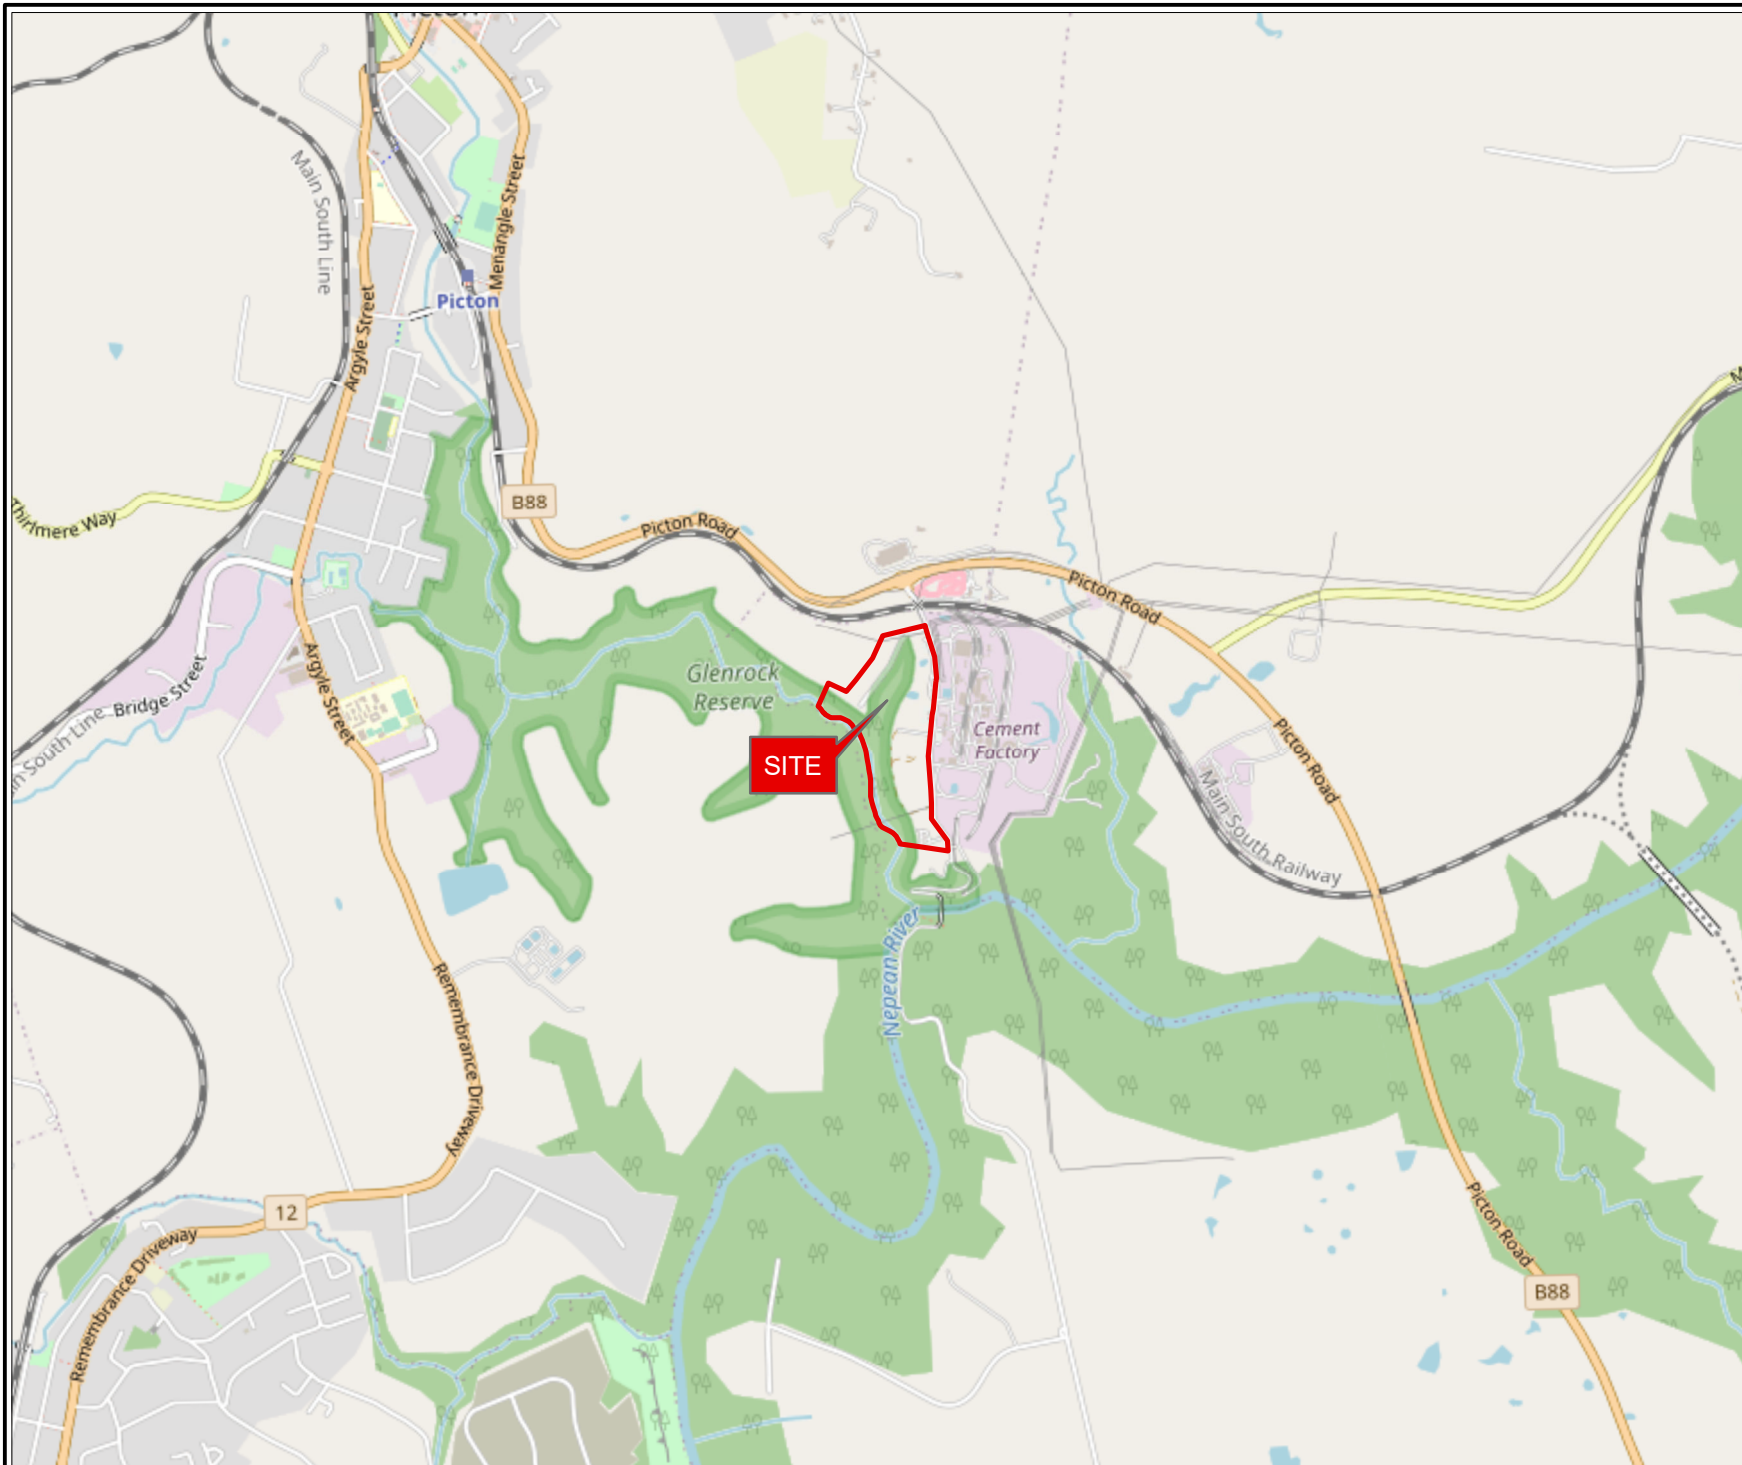 Picton
Main South Line
Menangle Street
Picton
Argyle Street
B88
Thirlmere Way
Picton Road
Picton Road
Argyle Street
Glenrock
Reserve
Bridge Street
Cement
Factory
SITE
Picton Road
Main South Railway
Nepean River
Remembrance Driveway
12
Remembrance Driveway
Picton Road
B88